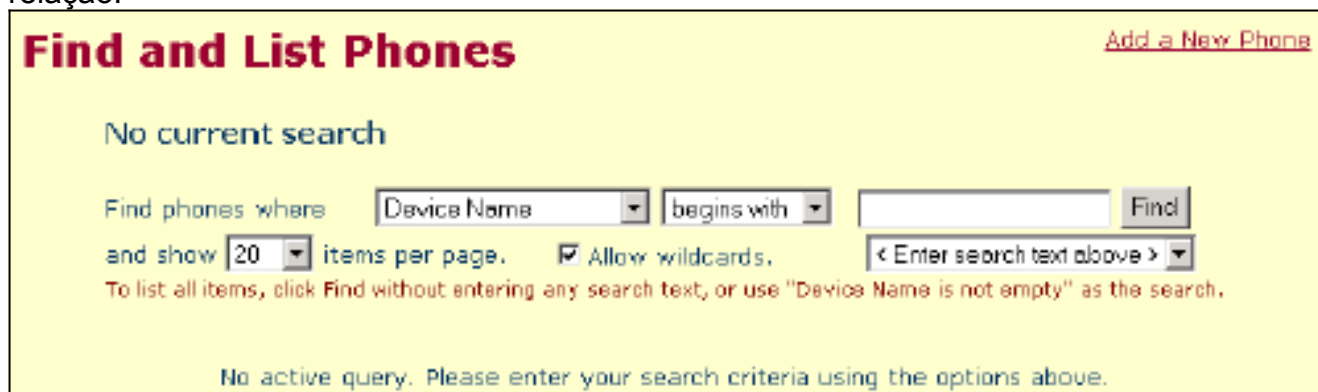 relação.
Find and List Phones
Add a New Phone
No current search
Find phones where Device Name begins with Find
and show 20 items per page. Allow wildcards. < Enter search text above >
To list all items, click Find without entering any search text, or use "Device Name is not empty" as the search.
No active query. Please enter your search criteria using the options above.